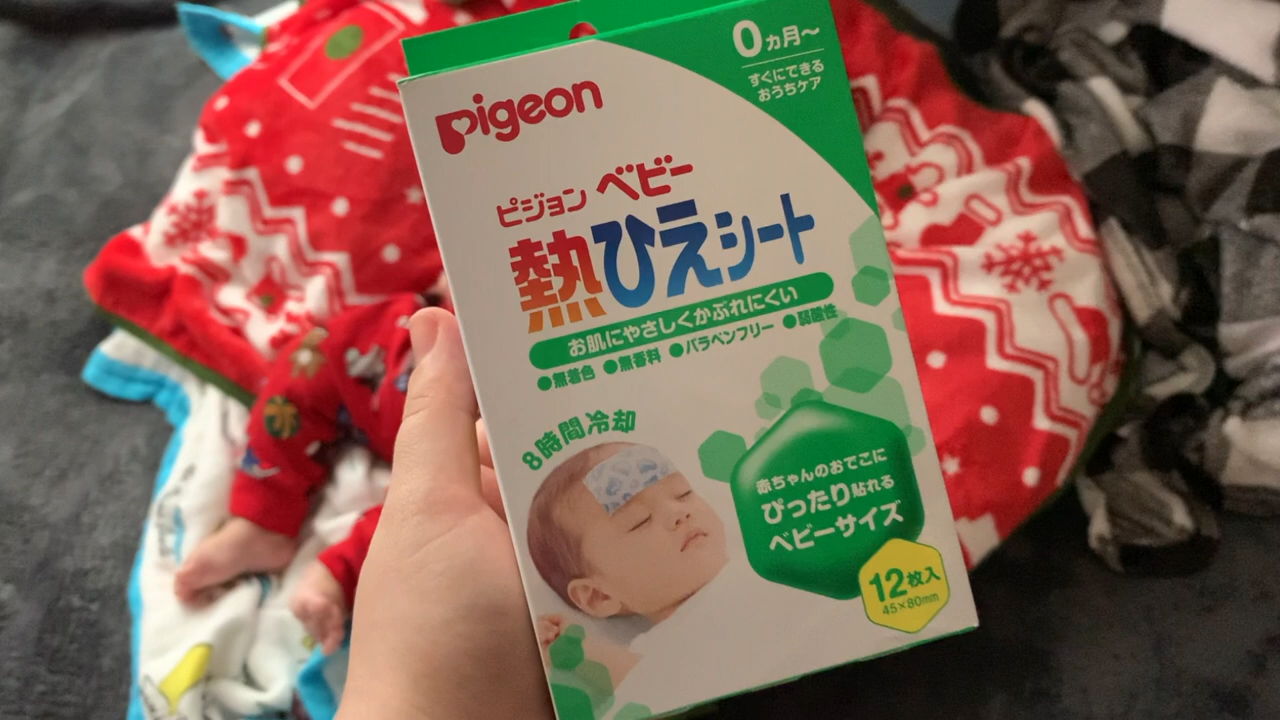 0ヵ月~
すぐにできる
おうちケア
Pigeon
ピジョン ベビー
熱ひえシート
お肌にやさしくかぶれにくい
●無着色 ●無香料 ●パラベンフリー ●弱酸性
8時間冷却
赤ちゃんのおでこに
ぴったり貼れる
ベビーサイズ
12枚入
45×80mm